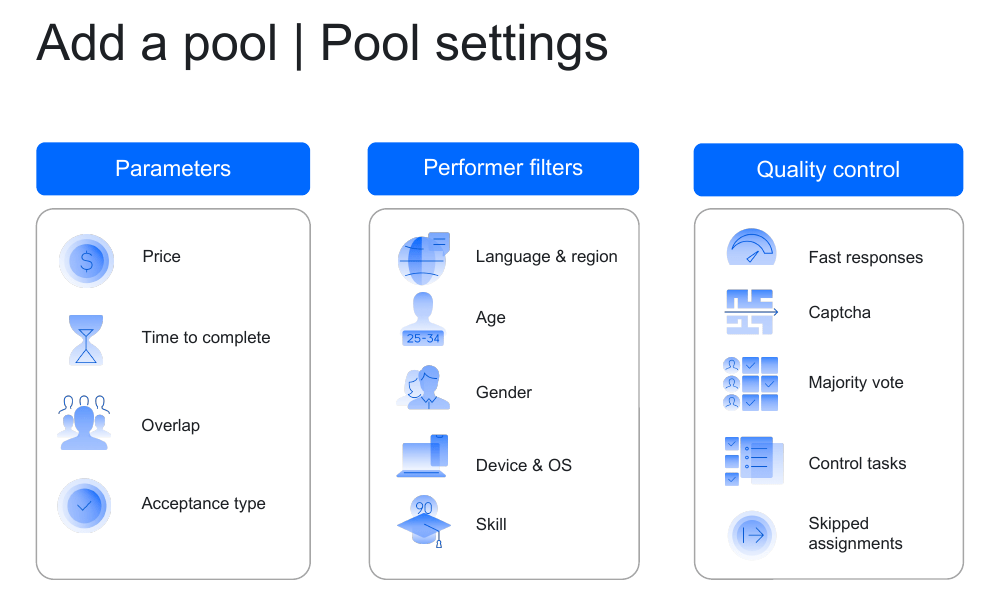 Add a pool | Pool settings
Parameters
Price
$
Time to complete
Overlap
Acceptance type
Performer filters
Language & region
Age
25-34
Gender
Device & OS
90
Skill
Quality control
Fast responses
Captcha
Majority vote
Control tasks
Skipped
assignments